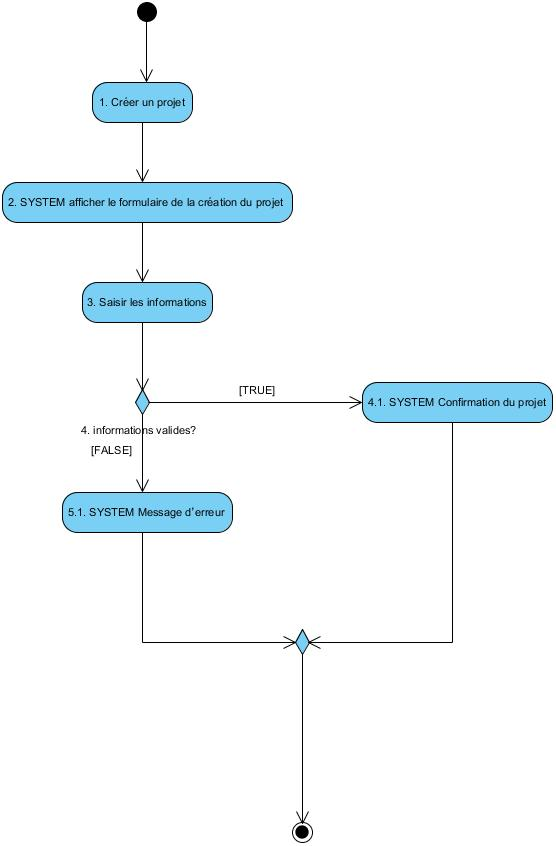 1. Créer un projet
2. SYSTEM afficher le formulaire de la création du projet
3. Saisir les informations
[TRUE]
4.1. SYSTEM Confirmation du projet
4. informations valides?
[FALSE]
5.1. SYSTEM Message d'erreur